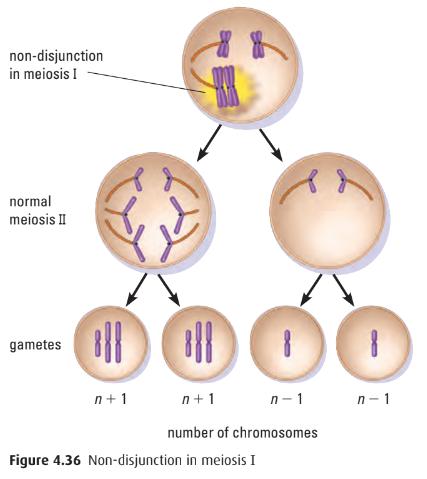 non-disjunction
in meiosis I
normal
meiosis II
gametes
n + 1
n + 1
n − 1
n − 1
number of chromosomes
Figure 4.36 Non-disjunction in meiosis I